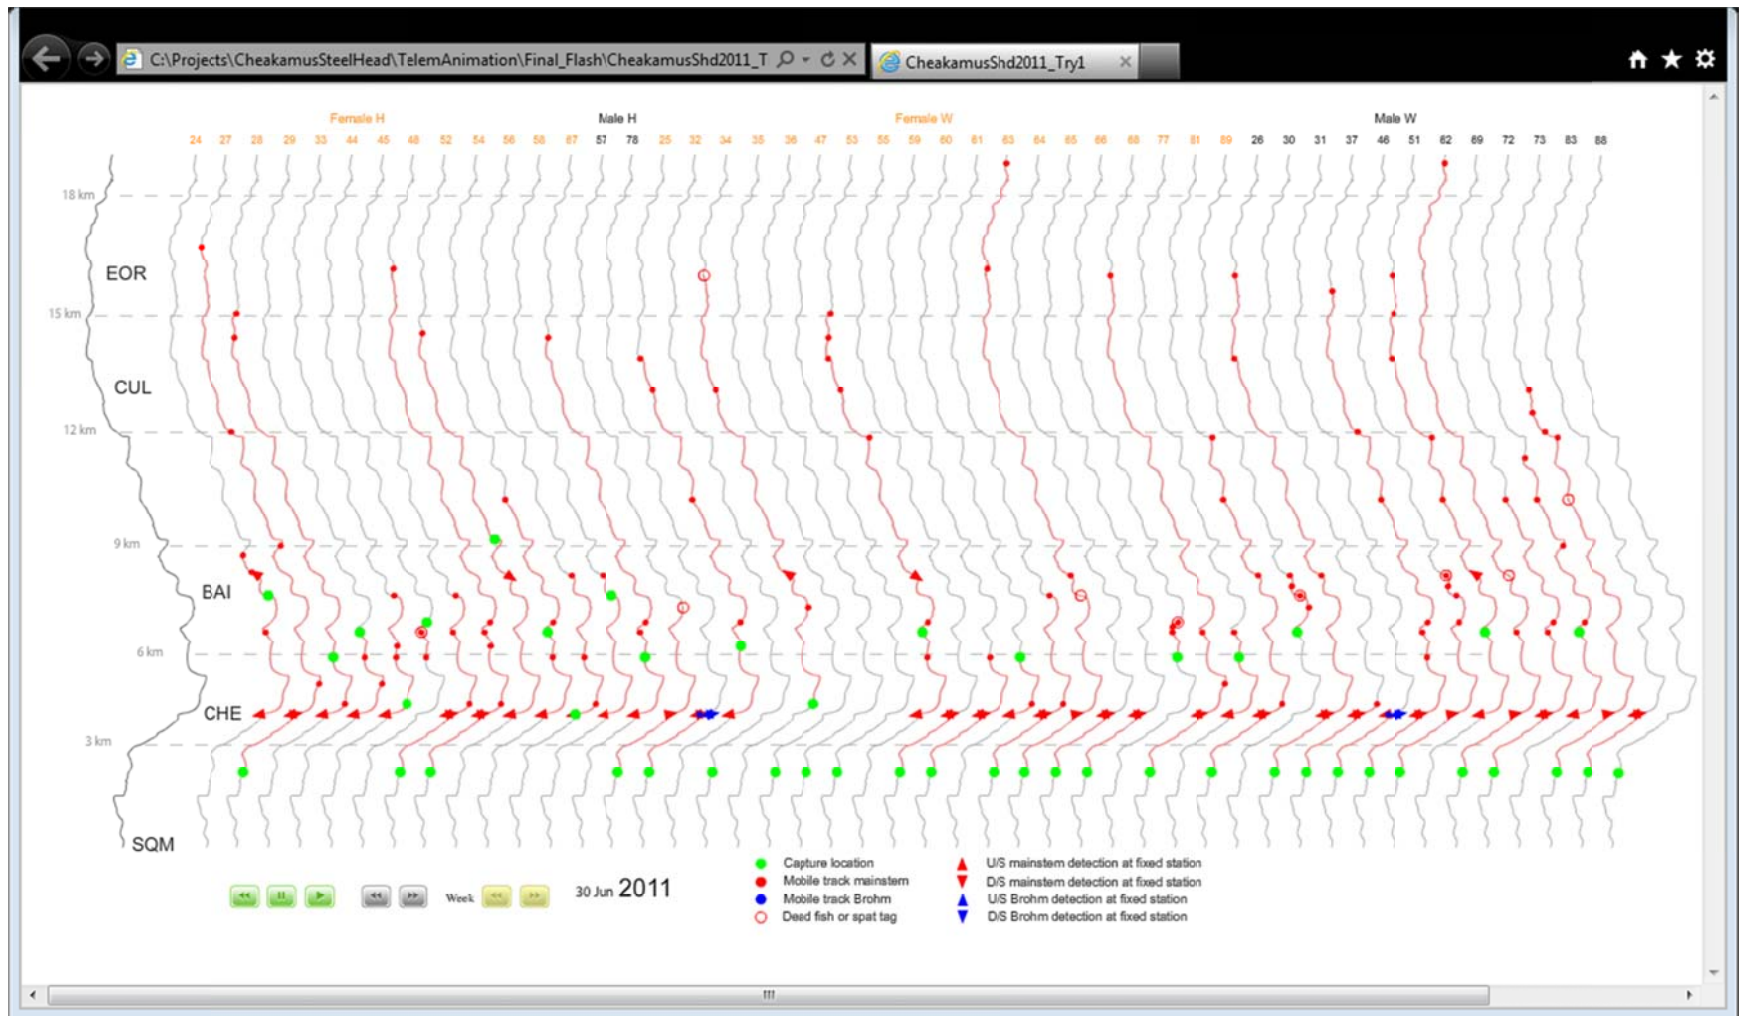 C:\Projects\CheakamusSteelHead\TelemAnimation\Final_Flash\CheakamusShd2011_T
CheakamusShd2011_Try1
Female H Male H Female W Male W
24 27 28 29 33 44 45 48 52 54 56 58 67 57 78 25 32 34 35 36 47 53 55 59 60 61 63 64 65 66 68 77 81 89 26 30 31 37 46 51 62 69 72 73 83 88
18 km
EOR
15 km
CUL
12 km
9 km
BAI
6 km
CHE
3 km
SQM
Capture location
Mobile track mainstem
Mobile track Brohm
Dead fish or spat tag
U/S mainstem detection at fixed station
D/S mainstem detection at fixed station
U/S Brohm detection at fixed station
D/S Brohm detection at fixed station
Week
30 Jun 2011